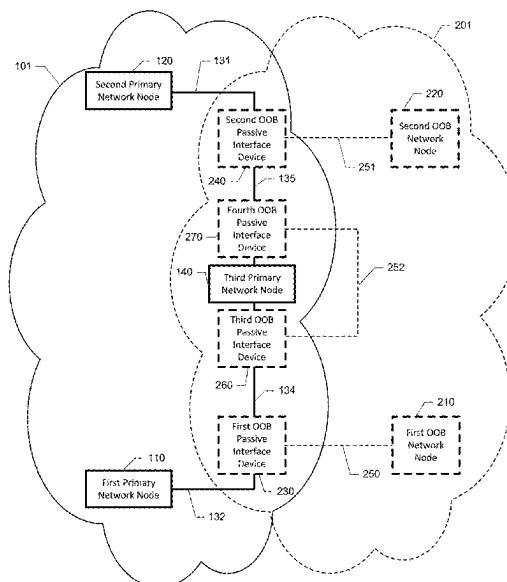 101
120
131
201
Second Primary
Network Node
220
Second OOB
Passive
Interface
Device
Second OOB
Network
Node
251
240
135
Fourth OOB
Passive
Interface
Device
270
252
140
Third Primary
Network Node
Third OOB
Passive
Interface
Device
260
134
210
110
First OOB
Passive
Interface
Device
First OOB
Network
Node
First Primary
Network Node
250
230
132